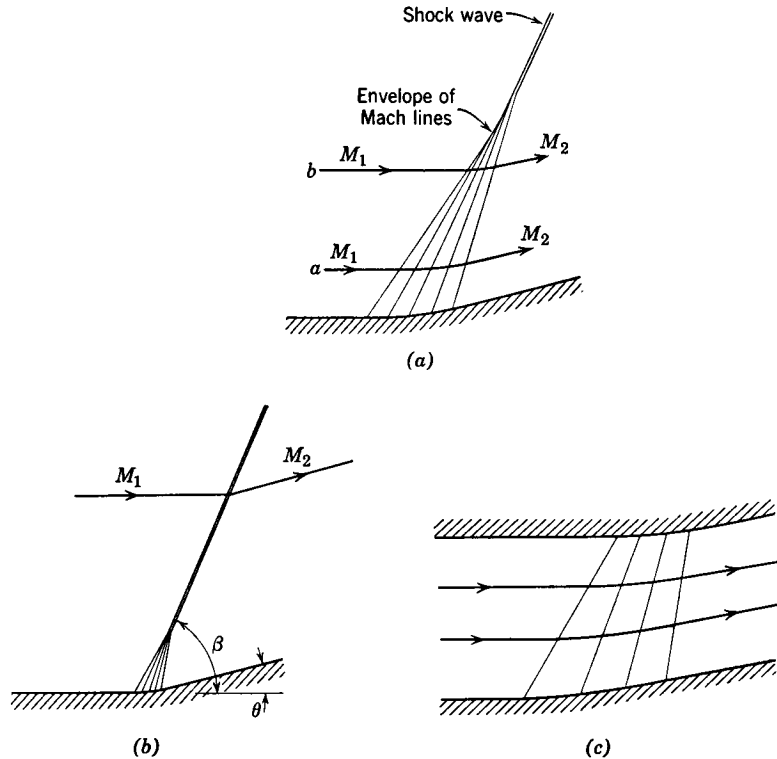 Shock wave
Envelope of
Mach lines
M₁
M₂
b
M₁
M₂
a
(a)
M₁
M₂
β
θ
(b)
(c)